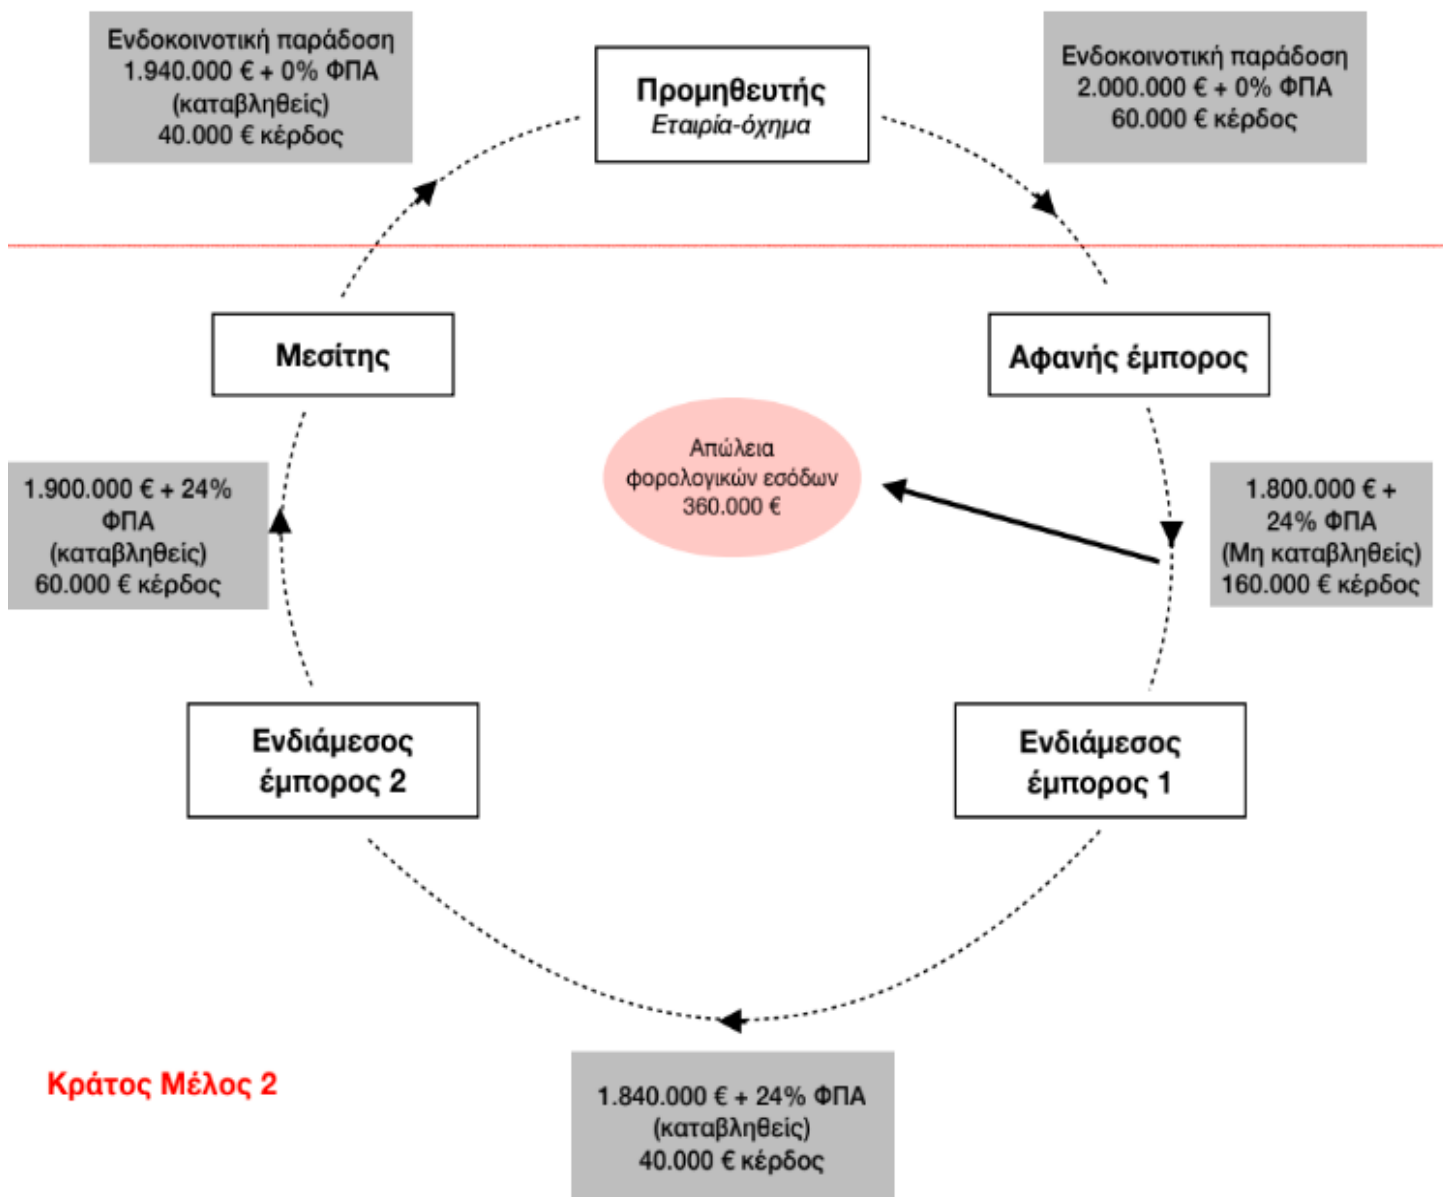 Ενδοκοινοτική παράδοση
1.940.000 € + 0% ΦΠΑ
(καταβληθείς)
40.000 € κέρδος
Προμηθευτής
Εταιρία-όχημα
Ενδοκοινοτική παράδοση
2.000.000 € + 0% ΦΠΑ
60.000 € κέρδος
Μεσίτης
Αφανής έμπορος
Απώλεια
φορολογικών εσόδων
360.000 €
1.900.000 € + 24%
ΦΠΑ
(καταβληθείς)
60.000 € κέρδος
1.800.000 € +
24% ΦΠΑ
(Μη καταβληθείς)
160.000 € κέρδος
Ενδιάμεσος
έμπορος 2
Ενδιάμεσος
έμπορος 1
Κράτος Μέλος 2
1.840.000 € + 24% ΦΠΑ
(καταβληθείς)
40.000 € κέρδος